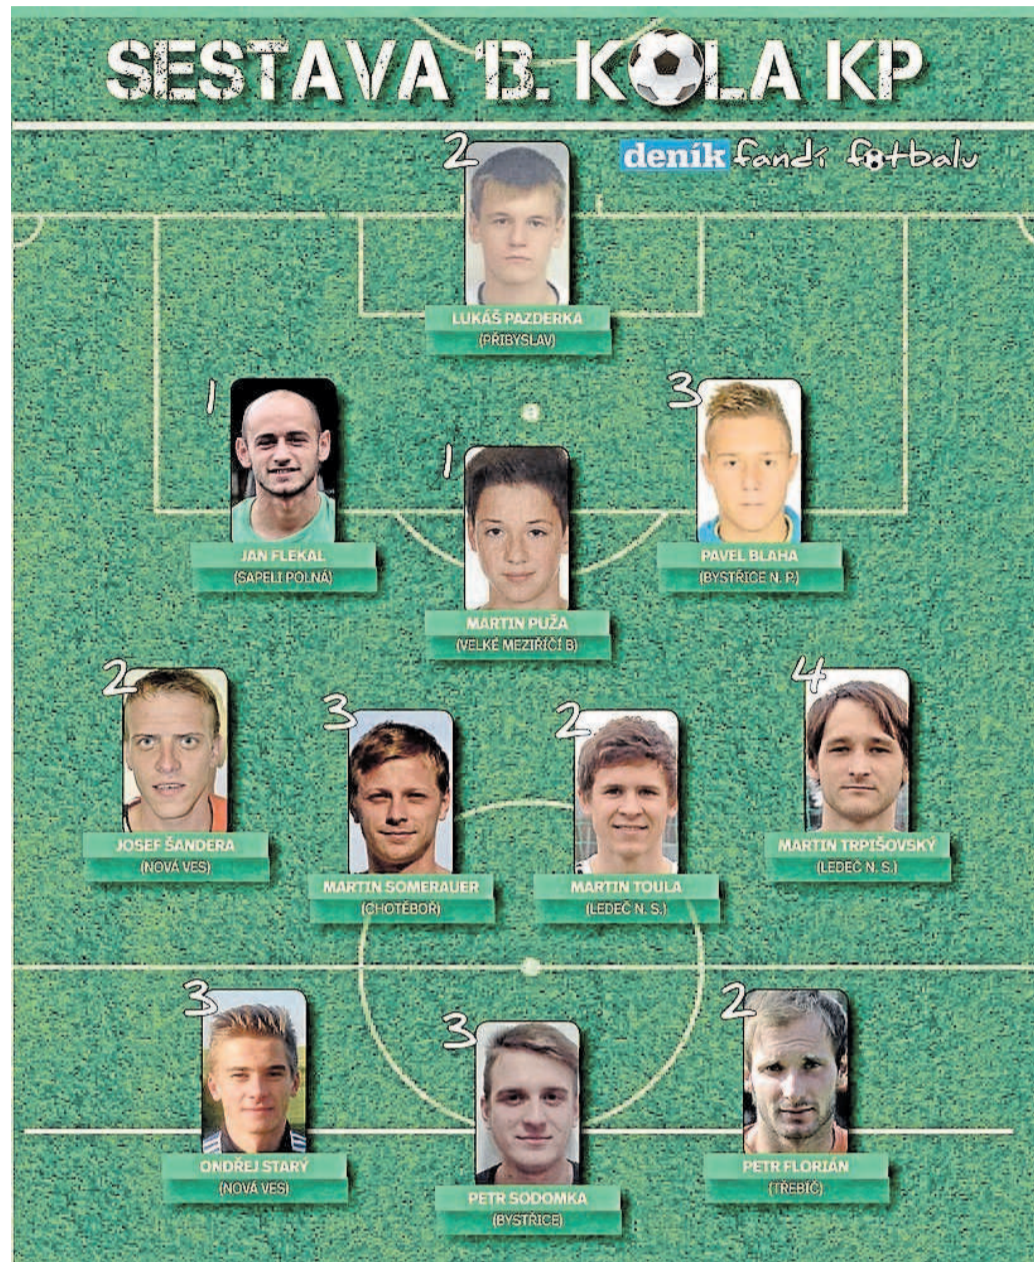 SESTAVA 13. KOLA KP
deník fandí fotbalu
2
LUKÁŠ PAZDERKA
(PŘIBYSLAV)
1
JAN FLEKAL
(SAPELI POLNÁ)
1
MARTIN PUŽA
(VELKÉ MEZIŘÍČÍ B)
3
PAVEL BLAHA
(BYSTŘICE N. P.)
2
JOSEF ŠANDERA
(NOVÁ VES)
3
MARTIN SOMERAUER
(CHOTĚBOŘ)
2
MARTIN TOULA
(LEDEČ N. S.)
4
MARTIN TRPIŠOVSKÝ
(LEDEČ N. S.)
3
ONDŘEJ STARÝ
(NOVÁ VES)
3
PETR SODOMKA
(BYSTŘICE)
2
PETR FLORIÁN
(TŘEBÍČ)